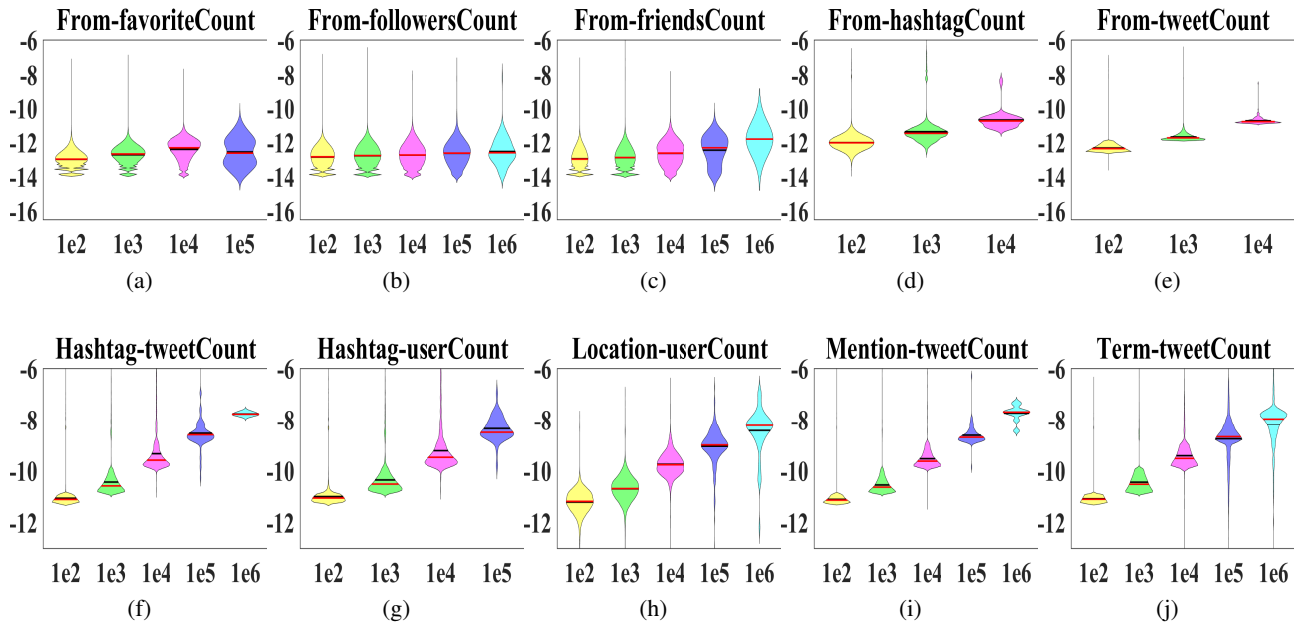 From-favoriteCount From-followersCount From-friendsCount From-hashtagCount From-tweetCount
-6 -6 -6 -6 -6
-8 -8 -8 -8 -8
-10 -10 -10 -10 -10
-12 -12 -12 -12 -12
-14 -14 -14 -14 -14
-16 -16 -16 -16 -16
1e2 1e3 1e4 1e5 1e2 1e3 1e4 1e5 1e6 1e2 1e3 1e4 1e5 1e6 1e2 1e3 1e4 1e2 1e3 1e4
(a) (b) (c) (d) (e)
Hashtag-tweetCount Hashtag-userCount Location-userCount Mention-tweetCount Term-tweetCount
-6 -6 -6 -6 -6
-8 -8 -8 -8 -8
-10 -10 -10 -10 -10
-12 -12 -12 -12 -12
1e2 1e3 1e4 1e5 1e6 1e2 1e3 1e4 1e5 1e2 1e3 1e4 1e5 1e6 1e2 1e3 1e4 1e5 1e6 1e2 1e3 1e4 1e5 1e6
(f) (g) (h) (i) (j)